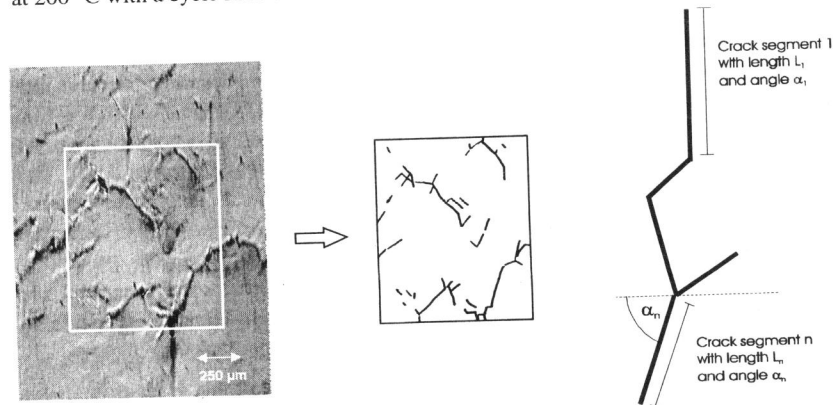 at 200 °C with a
Crack segment 1
with length L₁
and angle α₁
250 µm
αₙ
Crack segment n
with length Lₙ
and angle αₙ